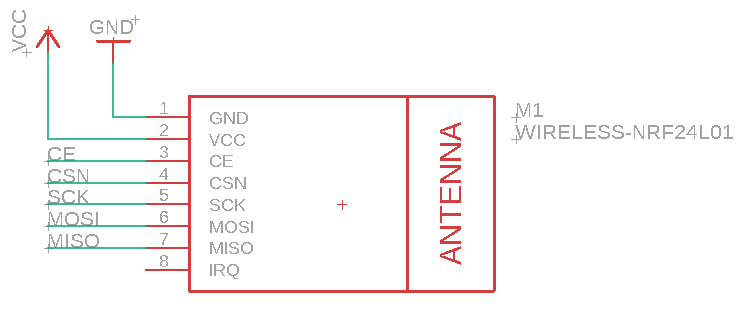 VCC
GND
1 GND
2 VCC
CE 3 CE
CSN 4 CSN
SCK 5 SCK
MOSI 6 MOSI
MISO 7 MISO
8 IRQ
ANTENNA
M1
WIRELESS-NRF24L01